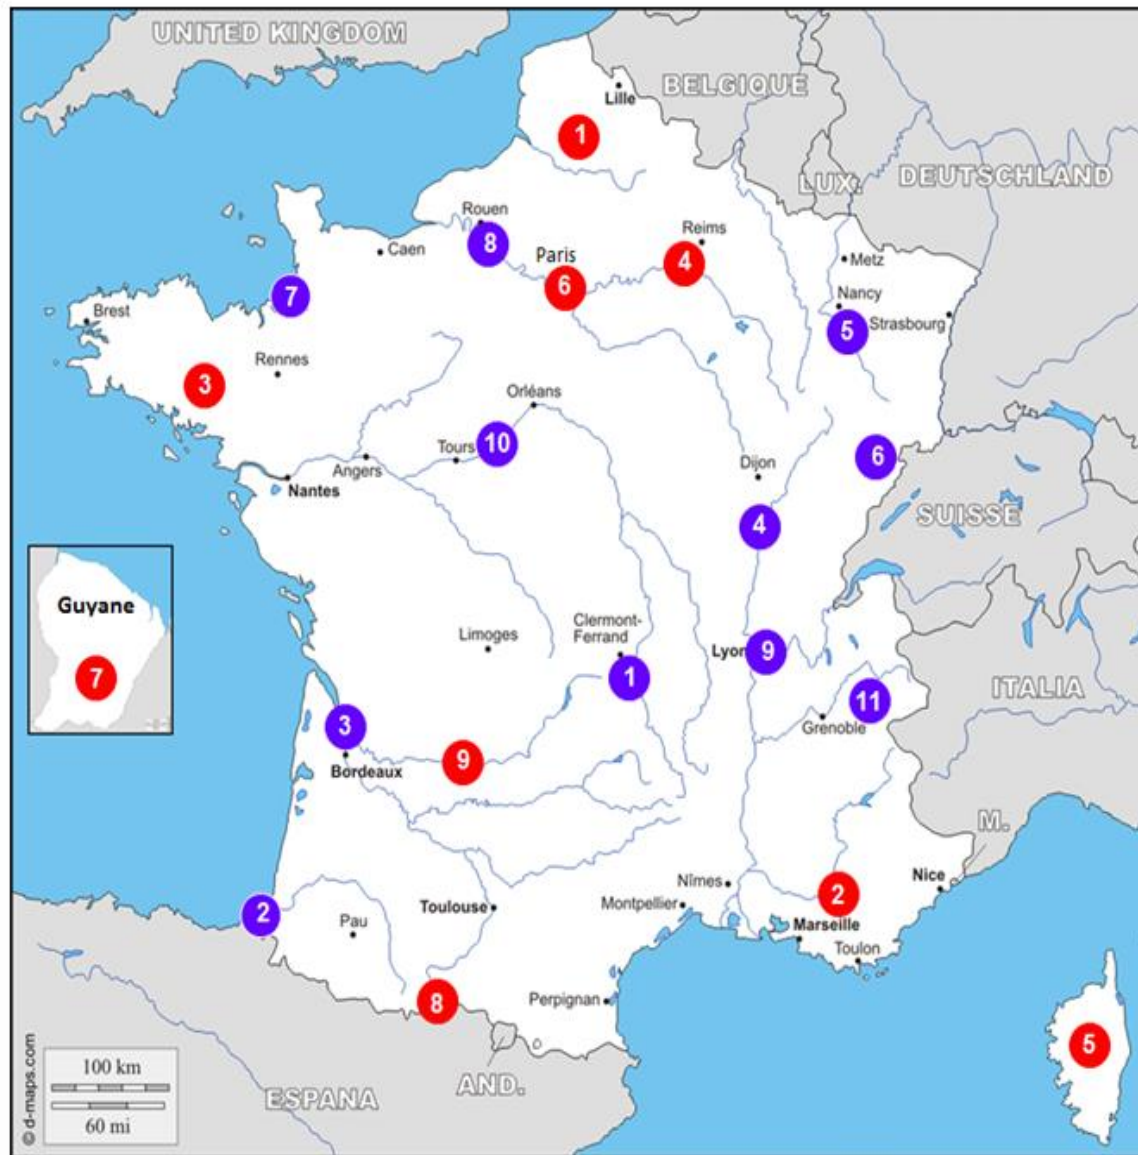 UNITED KINGDOM
BELGIQUE
Lille
1
LUX.
DEUTSCHLAND
Rouen
8
Caen
Reims
4
Paris
6
Metz
7
Nancy
Strasbourg
5
Brest
Rennes
3
Orléans
10
Tours
Angers
Nantes
6
Dijon
4
SUISSE
Guyane
7
Limoges
Clermont-
Ferrand
1
Lyon
9
11
Grenoble
ITALIA
3
Bordeaux
9
M.
2
Pau
Toulouse
Nîmes
Montpellier
2
Nice
Marseille
Toulon
8
Perpignan
5
AND.
ESPANA
100 km
60 mi
© d-maps.com